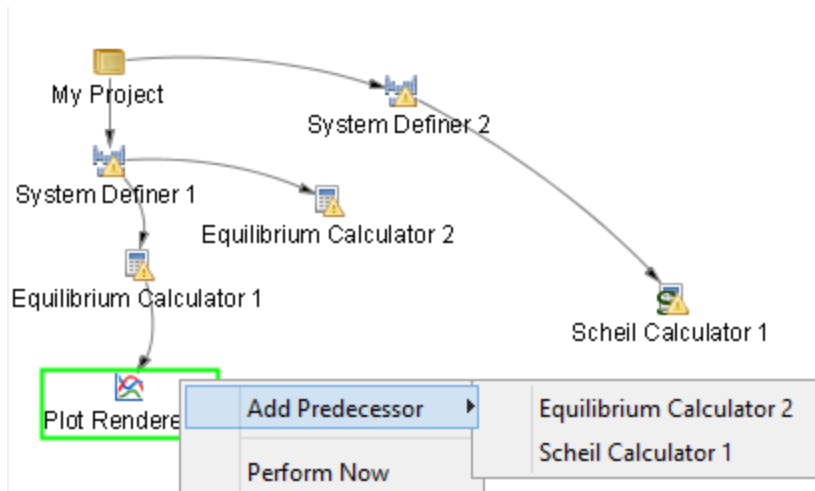 My Project
System Definer 2
System Definer 1
Equilibrium Calculator 2
Equilibrium Calculator 1
Scheil Calculator 1
Plot Rendere
Add Predecessor
Equilibrium Calculator 2
Scheil Calculator 1
Perform Now